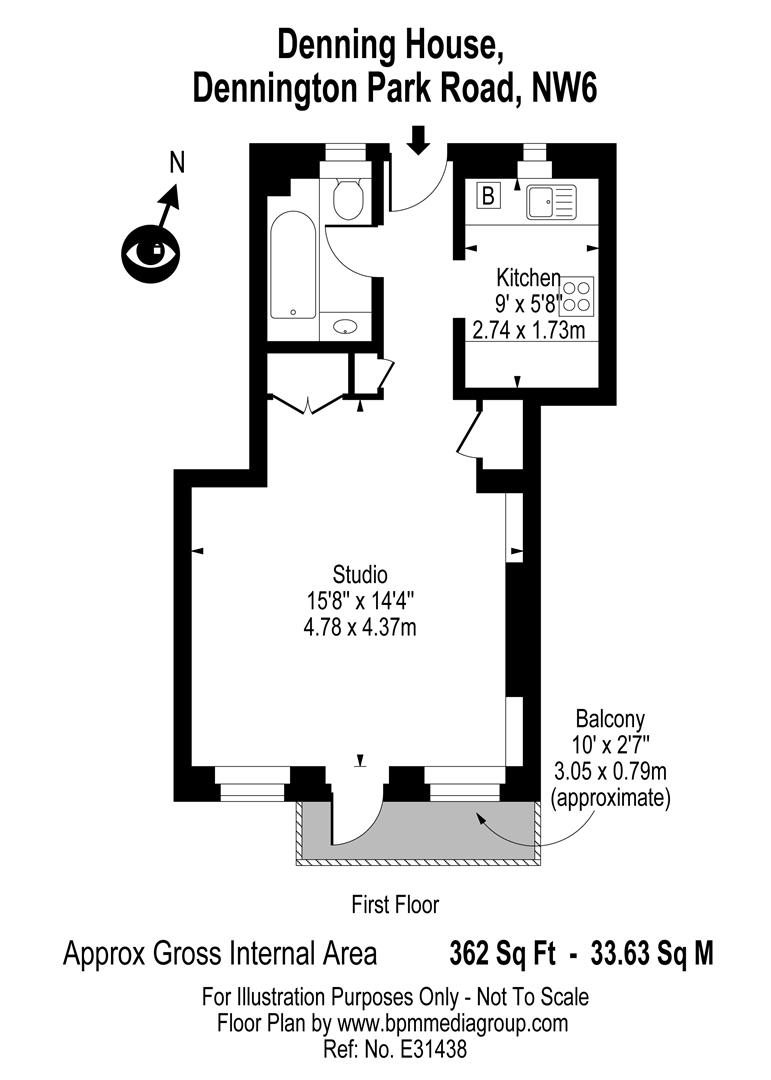 Denning House,
Dennington Park Road, NW6
N
B
Kitchen
9' x 5'8"
2.74 x 1.73m
Studio
15'8" x 14'4"
4.78 x 4.37m
Balcony
10' x 2'7"
3.05 x 0.79m
(approximate)
First Floor
Approx Gross Internal Area 362 Sq Ft - 33.63 Sq M
For Illustration Purposes Only - Not To Scale
Floor Plan by www.bpmmediagroup.com
Ref: No. E31438